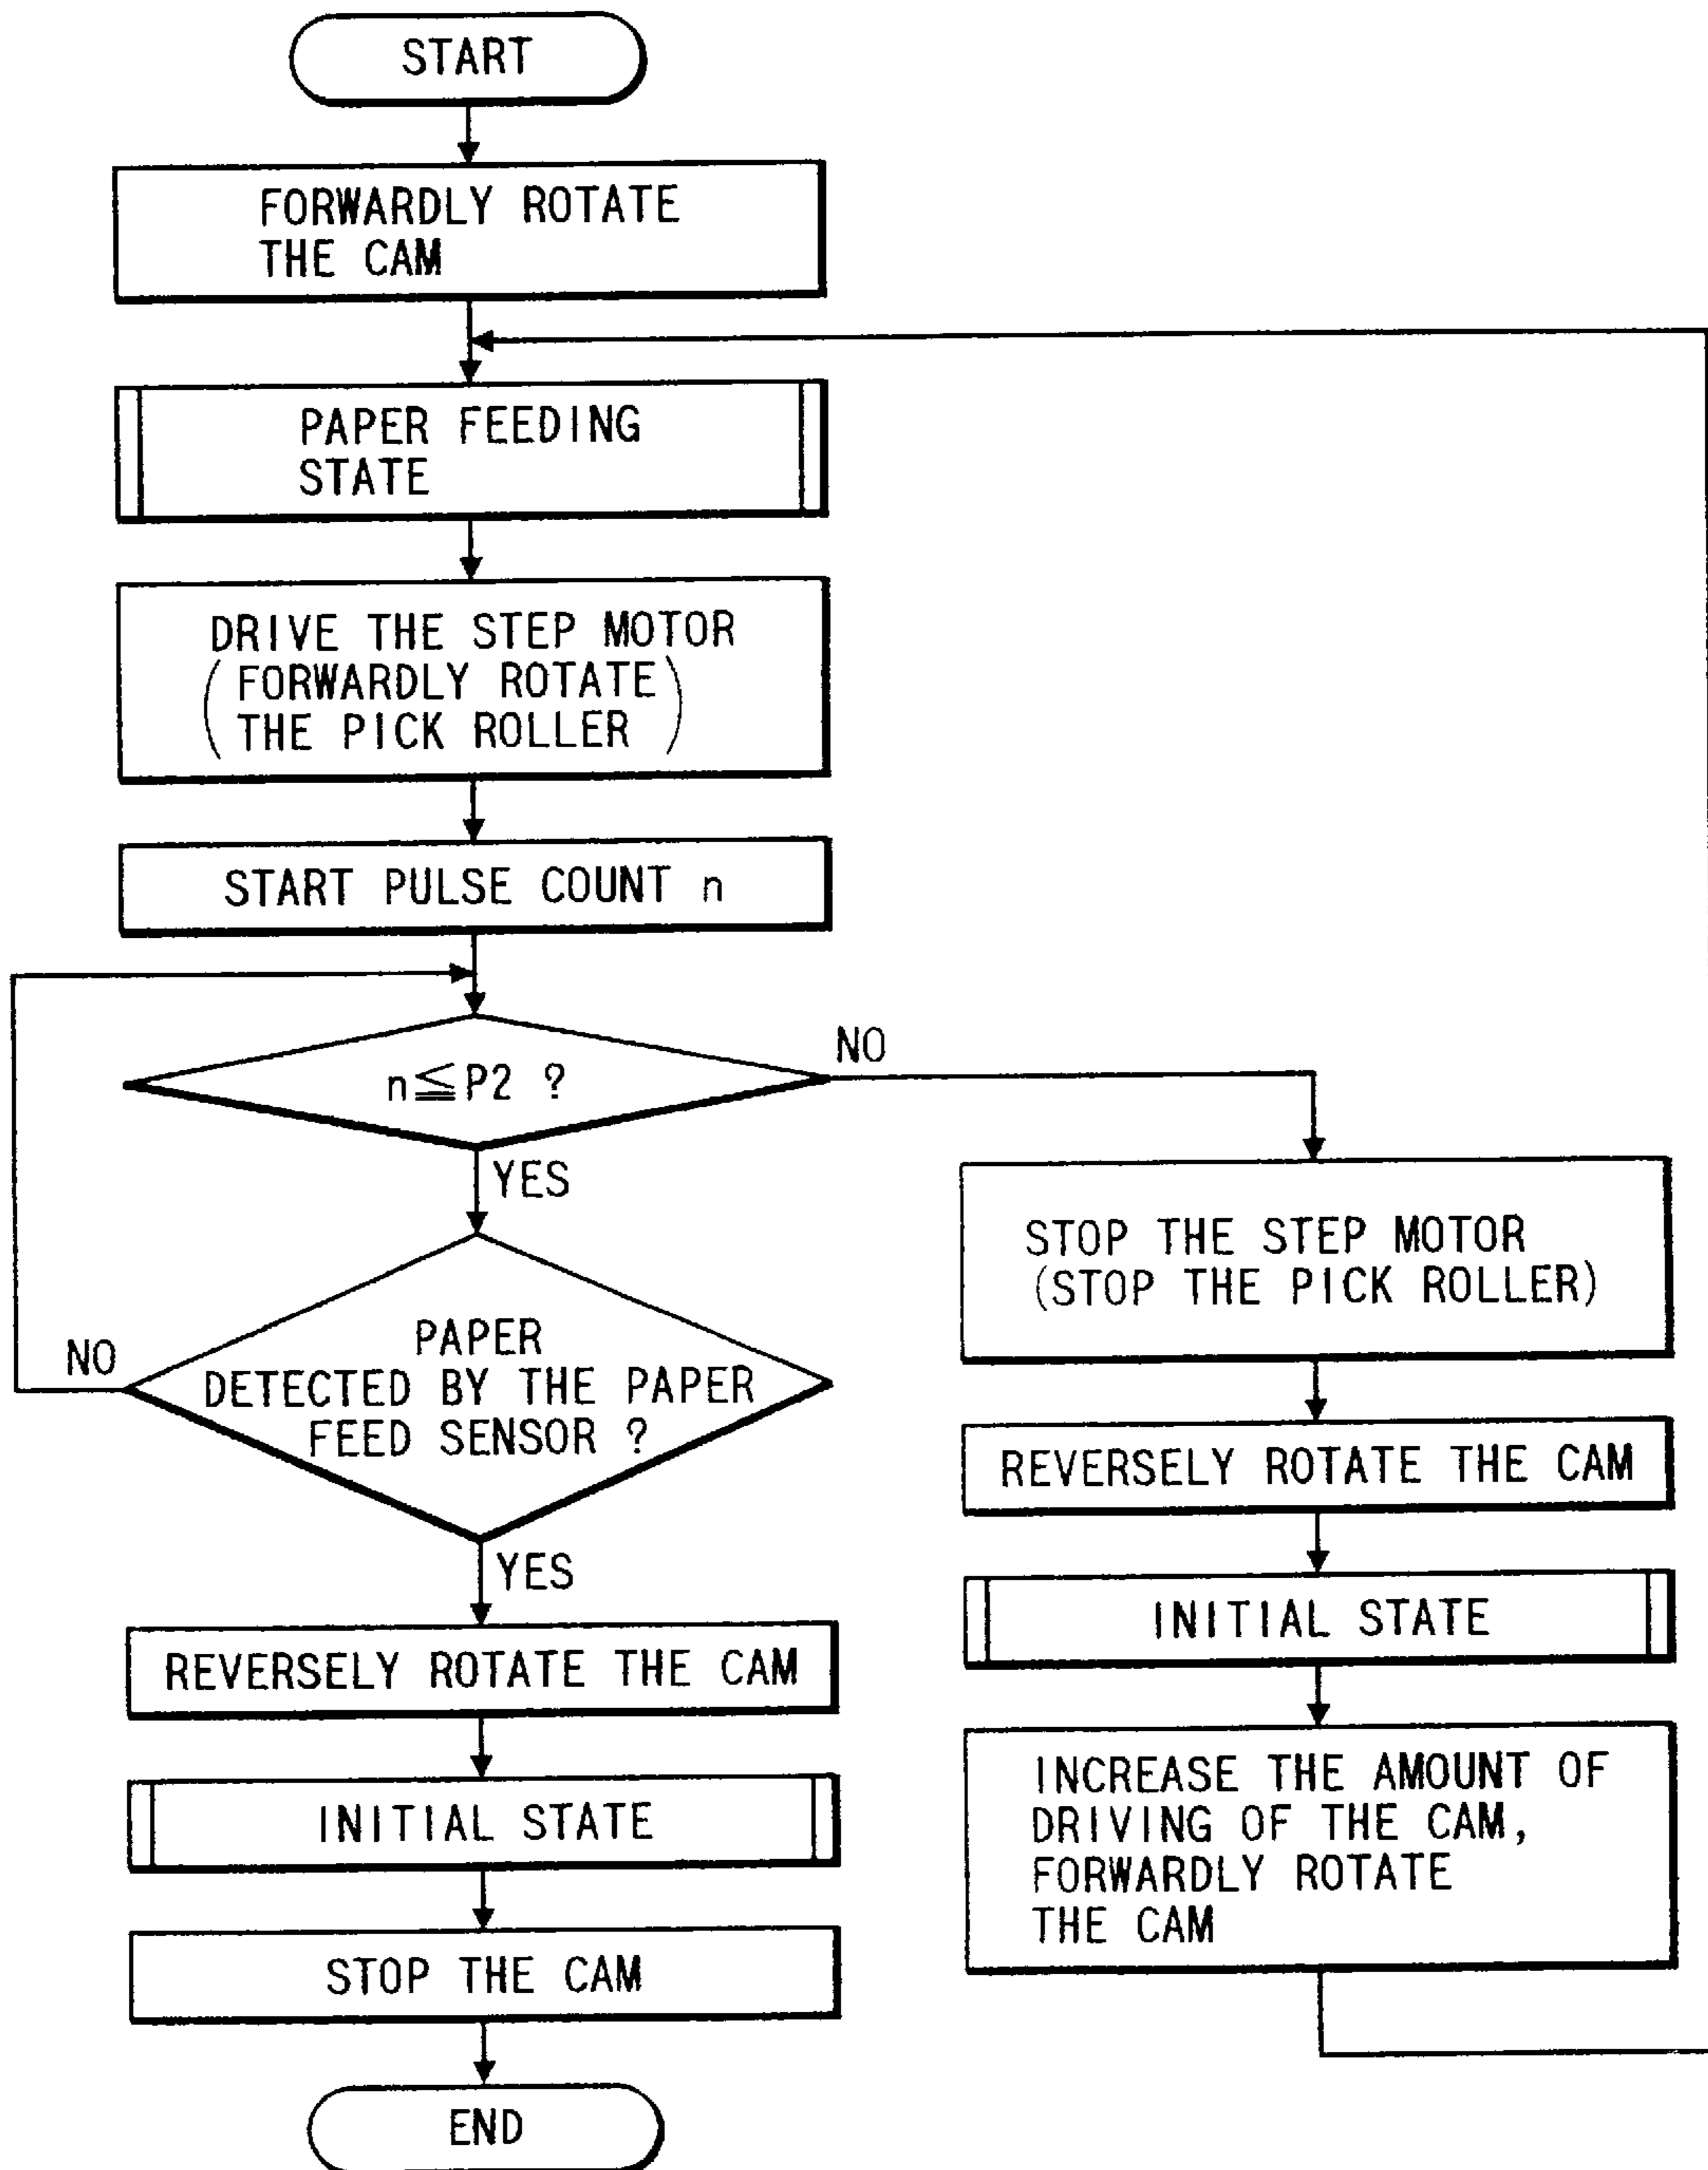 START
FORWARDLY ROTATE
THE CAM
PAPER FEEDING
STATE
DRIVE THE STEP MOTOR
(FORWARDLY ROTATE
THE PICK ROLLER)
START PULSE COUNT n
n≦P2 ?
NO
YES
PAPER
DETECTED BY THE PAPER
FEED SENSOR ?
NO
YES
REVERSELY ROTATE THE CAM
INITIAL STATE
STOP THE CAM
END
STOP THE STEP MOTOR
(STOP THE PICK ROLLER)
REVERSELY ROTATE THE CAM
INITIAL STATE
INCREASE THE AMOUNT OF
DRIVING OF THE CAM,
FORWARDLY ROTATE
THE CAM